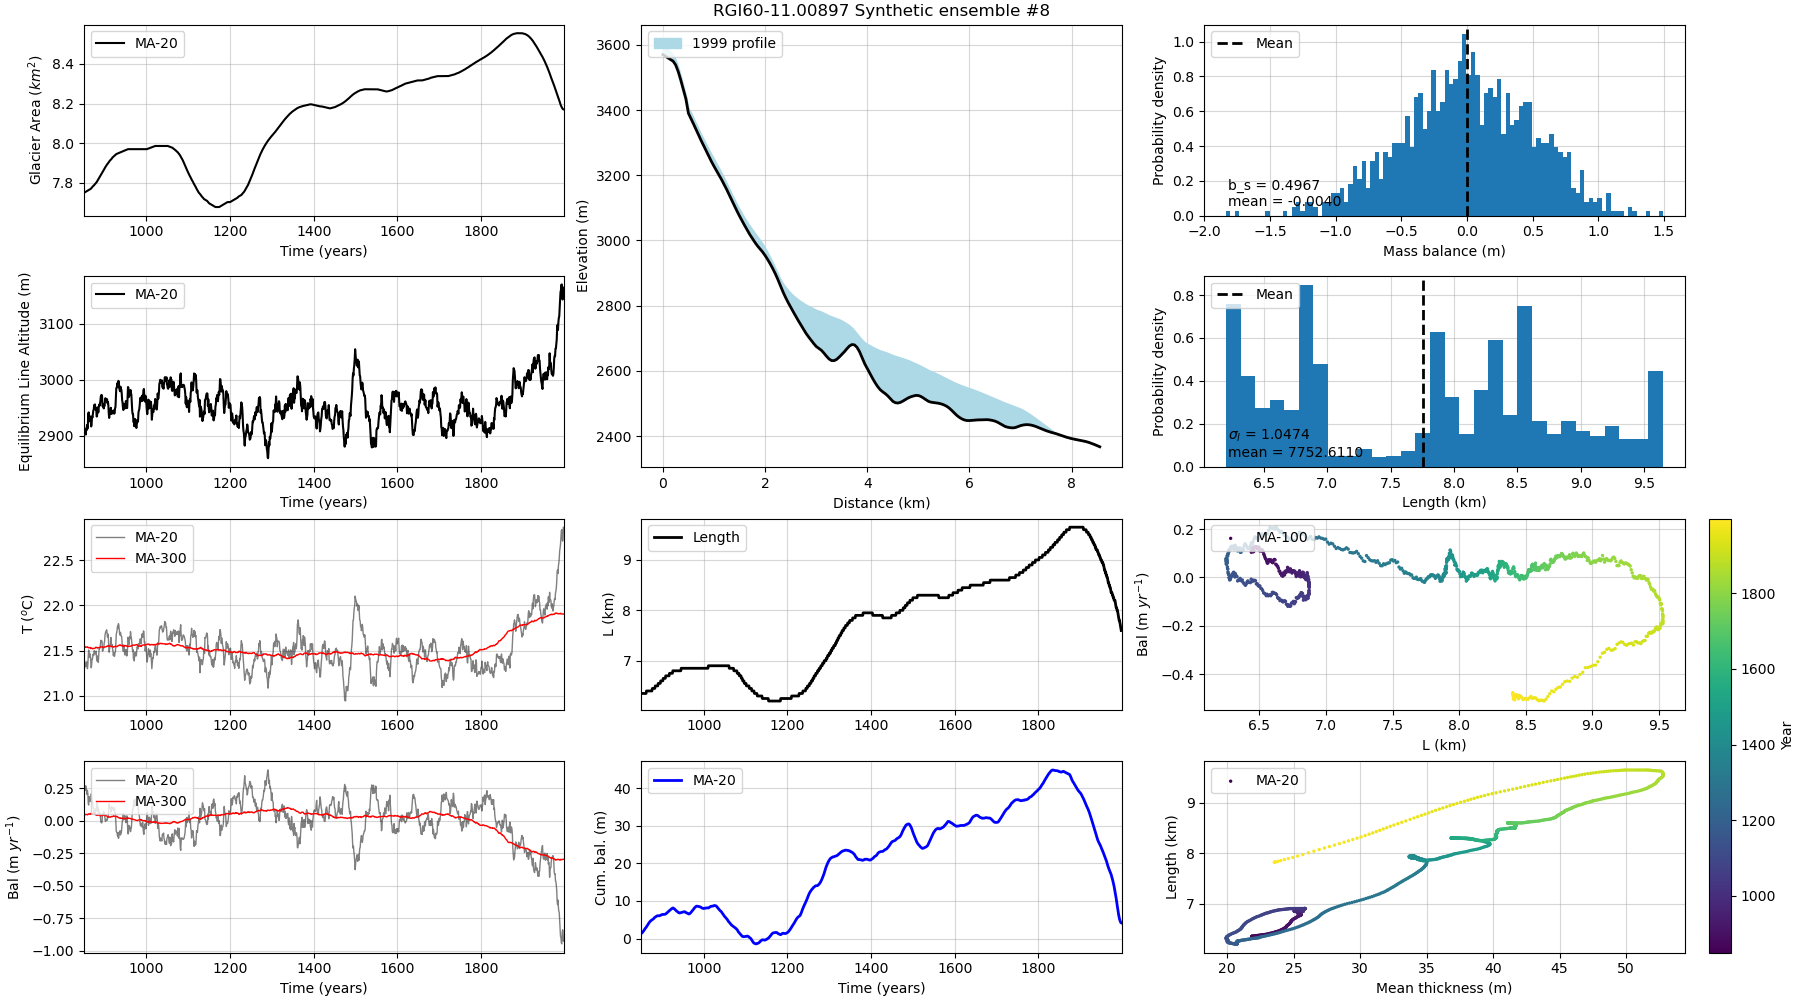 RGI60-11.00897 Synthetic ensemble #8
MA-20
8.4
8.2
8.0
7.8
Glacier Area (km²)
1000 1200 1400 1600 1800
Time (years)
1999 profile
3600
3400
3200
3000
2800
2600
2400
Elevation (m)
0 2 4 6 8
Distance (km)
Mean
1.0
0.8
0.6
0.4
0.2
0.0
Probability density
b_s = 0.4967
mean = -0.0040
−2.0 −1.5 −1.0 −0.5 0.0 0.5 1.0 1.5
Mass balance (m)
MA-20
3100
3000
2900
Equilibrium Line Altitude (m)
1000 1200 1400 1600 1800
Time (years)
Mean
0.8
0.6
0.4
0.2
0.0
Probability density
σₗ = 1.0474
mean = 7752.6110
6.5 7.0 7.5 8.0 8.5 9.0 9.5
Length (km)
MA-20
MA-300
22.5
22.0
21.5
21.0
T (°C)
1000 1200 1400 1600 1800
Length
9
8
7
L (km)
1000 1200 1400 1600 1800
MA-100
0.2
0.0
−0.2
−0.4
Bal (m yr⁻¹)
6.5 7.0 7.5 8.0 8.5 9.0 9.5
L (km)
MA-20
MA-300
0.25
0.00
−0.25
−0.50
−0.75
−1.00
Bal (m yr⁻¹)
1000 1200 1400 1600 1800
Time (years)
MA-20
40
30
20
10
0
Cum. bal. (m)
1000 1200 1400 1600 1800
Time (years)
MA-20
9
8
7
Length (km)
20 25 30 35 40 45 50
Mean thickness (m)
1800
1600
1400
1200
1000
Year